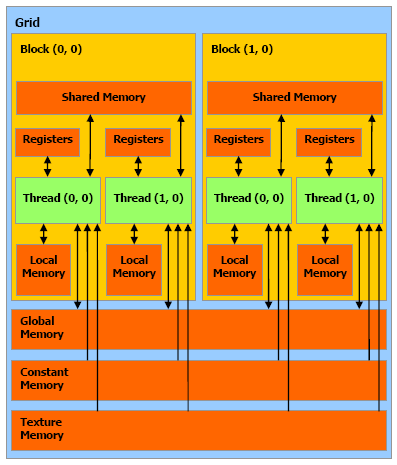 Grid
Block (0, 0)
Shared Memory
Registers
Registers
Thread (0, 0)
Thread (1, 0)
Local
Memory
Local
Memory
Block (1, 0)
Shared Memory
Registers
Registers
Thread (0, 0)
Thread (1, 0)
Local
Memory
Local
Memory
Global
Memory
Constant
Memory
Texture
Memory